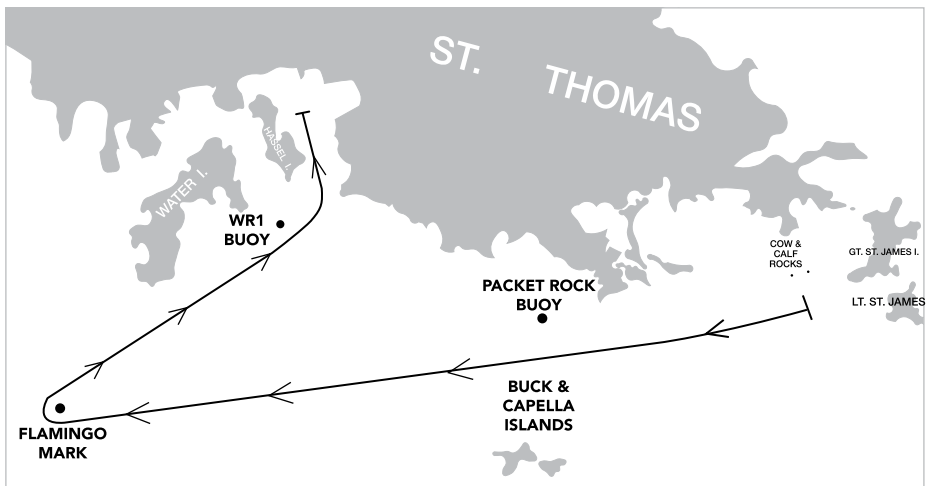 ST. THOMAS
HASSEL I.
WATER I.
WR1
BUOY
COW &
CALF
ROCKS
GT. ST. JAMES I.
PACKET ROCK
BUOY
LT. ST. JAMES
BUCK &
CAPELLA
ISLANDS
FLAMINGO
MARK